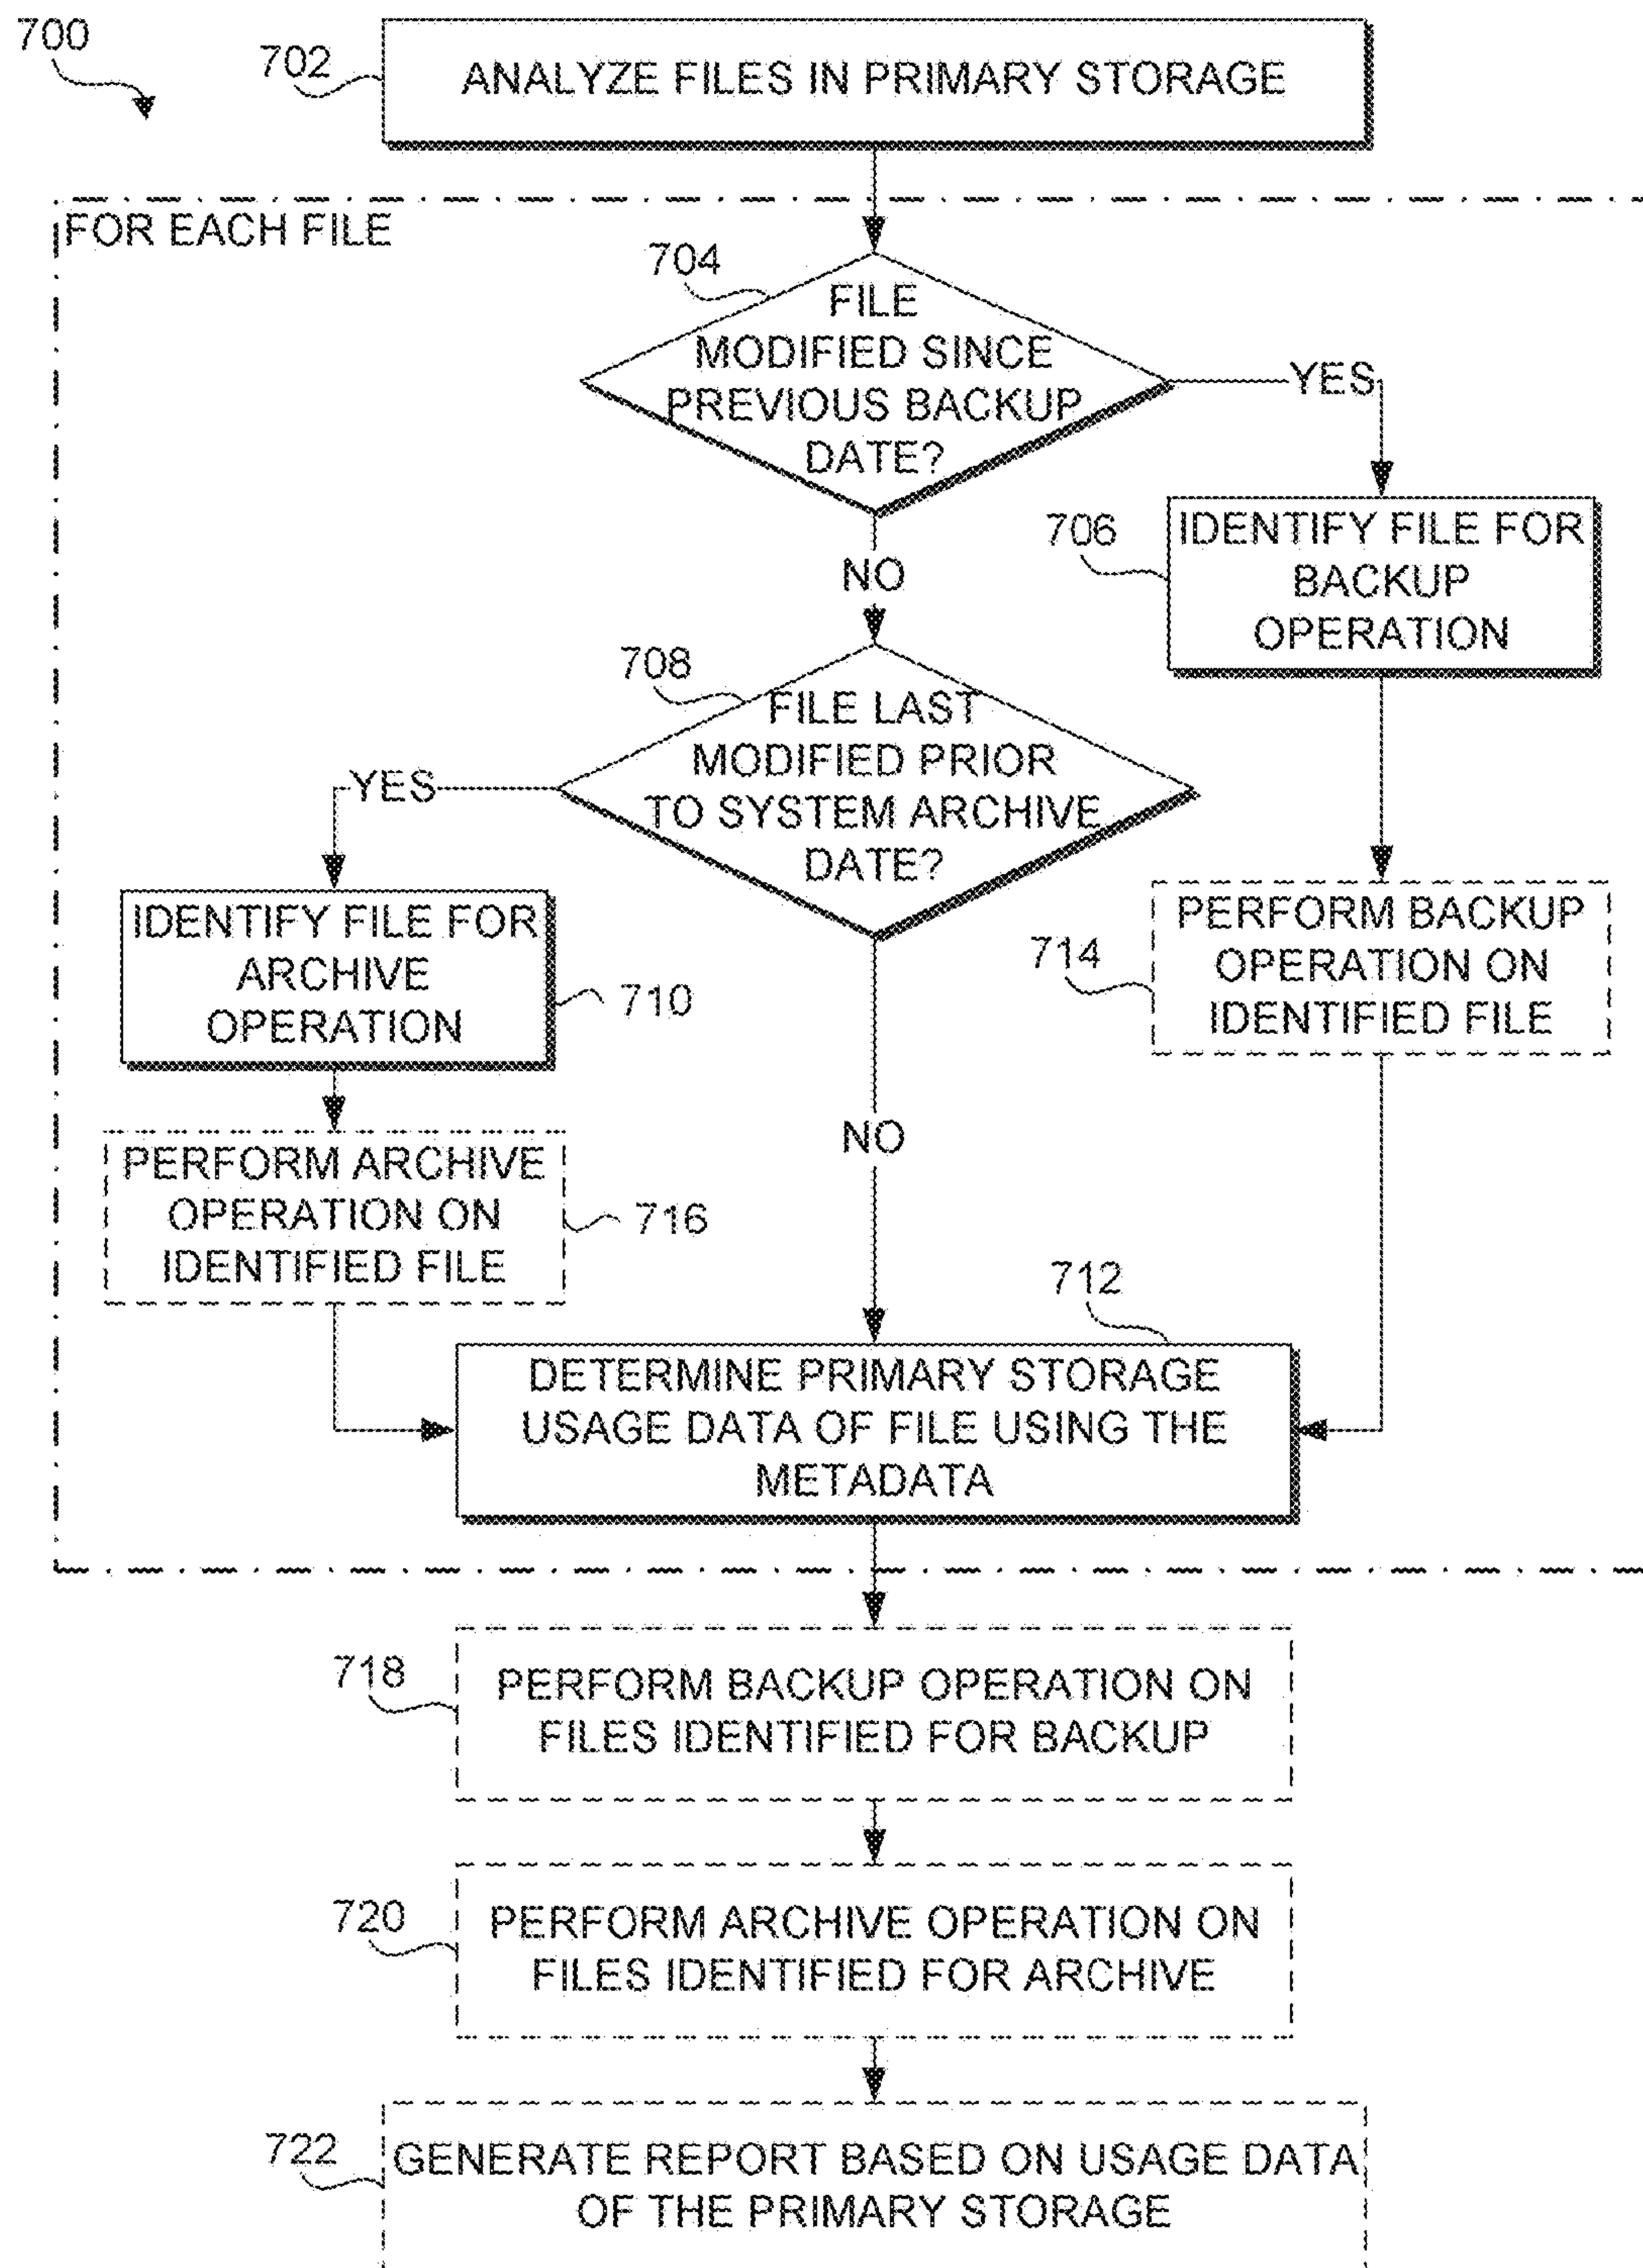 700
702
ANALYZE FILES IN PRIMARY STORAGE
FOR EACH FILE
704
FILE
MODIFIED SINCE
PREVIOUS BACKUP
DATE?
YES
NO
706
IDENTIFY FILE FOR
BACKUP
OPERATION
708
FILE LAST
MODIFIED PRIOR
TO SYSTEM ARCHIVE
DATE?
YES
IDENTIFY FILE FOR
ARCHIVE
OPERATION
710
714
PERFORM BACKUP
OPERATION ON
IDENTIFIED FILE
NO
PERFORM ARCHIVE
OPERATION ON
IDENTIFIED FILE
716
712
DETERMINE PRIMARY STORAGE
USAGE DATA OF FILE USING THE
METADATA
718
PERFORM BACKUP OPERATION ON
FILES IDENTIFIED FOR BACKUP
720
PERFORM ARCHIVE OPERATION ON
FILES IDENTIFIED FOR ARCHIVE
722
GENERATE REPORT BASED ON USAGE DATA
OF THE PRIMARY STORAGE